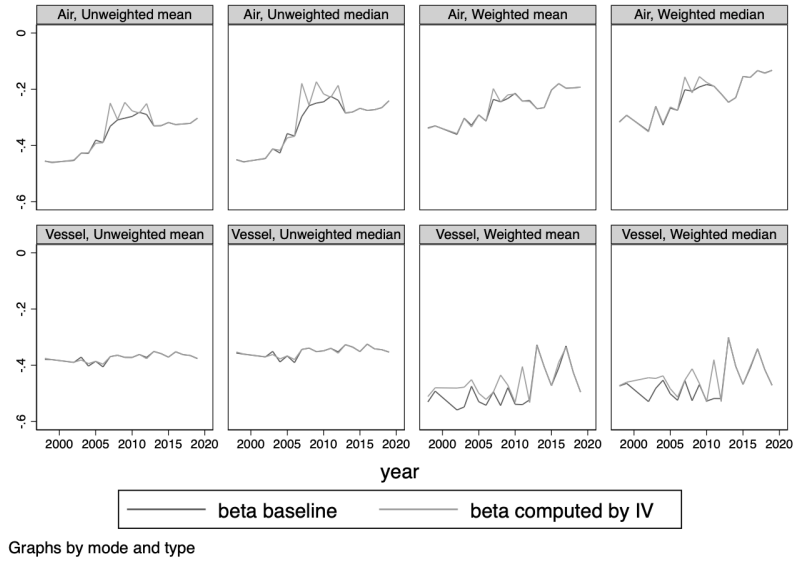 Air, Unweighted mean
Air, Unweighted median
Air, Weighted mean
Air, Weighted median
0
-.2
-.4
-.6
Vessel, Unweighted mean
Vessel, Unweighted median
Vessel, Weighted mean
Vessel, Weighted median
0
-.2
-.4
-.6
2000 2005 2010 2015 2020
2000 2005 2010 2015 2020
2000 2005 2010 2015 2020
2000 2005 2010 2015 2020
year
beta baseline
beta computed by IV
Graphs by mode and type